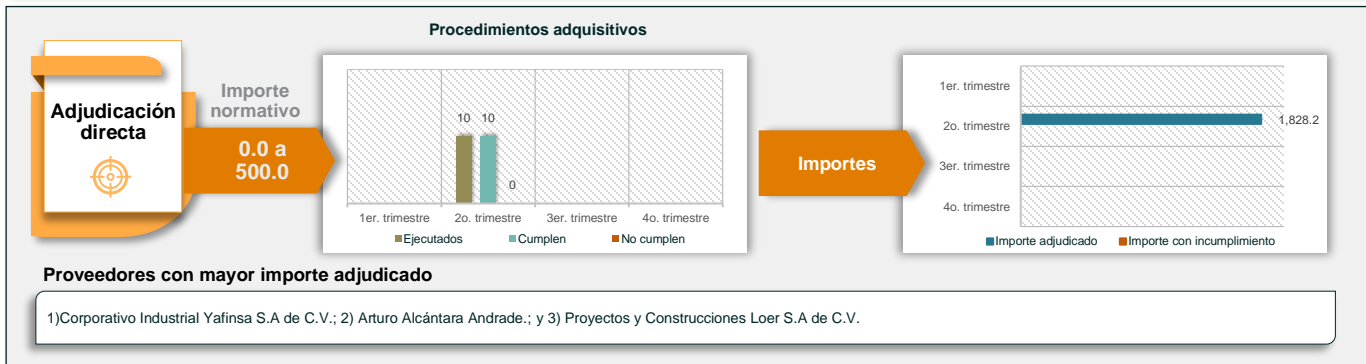 Procedimientos adquisitivos
Adjudicación
directa
Importe
normativo
0.0 a
500.0
10 10
0
1er. trimestre 2o. trimestre 3er. trimestre 4o. trimestre
Ejecutados Cumplen No cumplen
Importes
1er. trimestre
2o. trimestre 1,828.2
3er. trimestre
4o. trimestre
Importe adjudicado Importe con incumplimiento
Proveedores con mayor importe adjudicado
1)Corporativo Industrial Yafinsa S.A de C.V.; 2) Arturo Alcántara Andrade.; y 3) Proyectos y Construcciones Loer S.A de C.V.